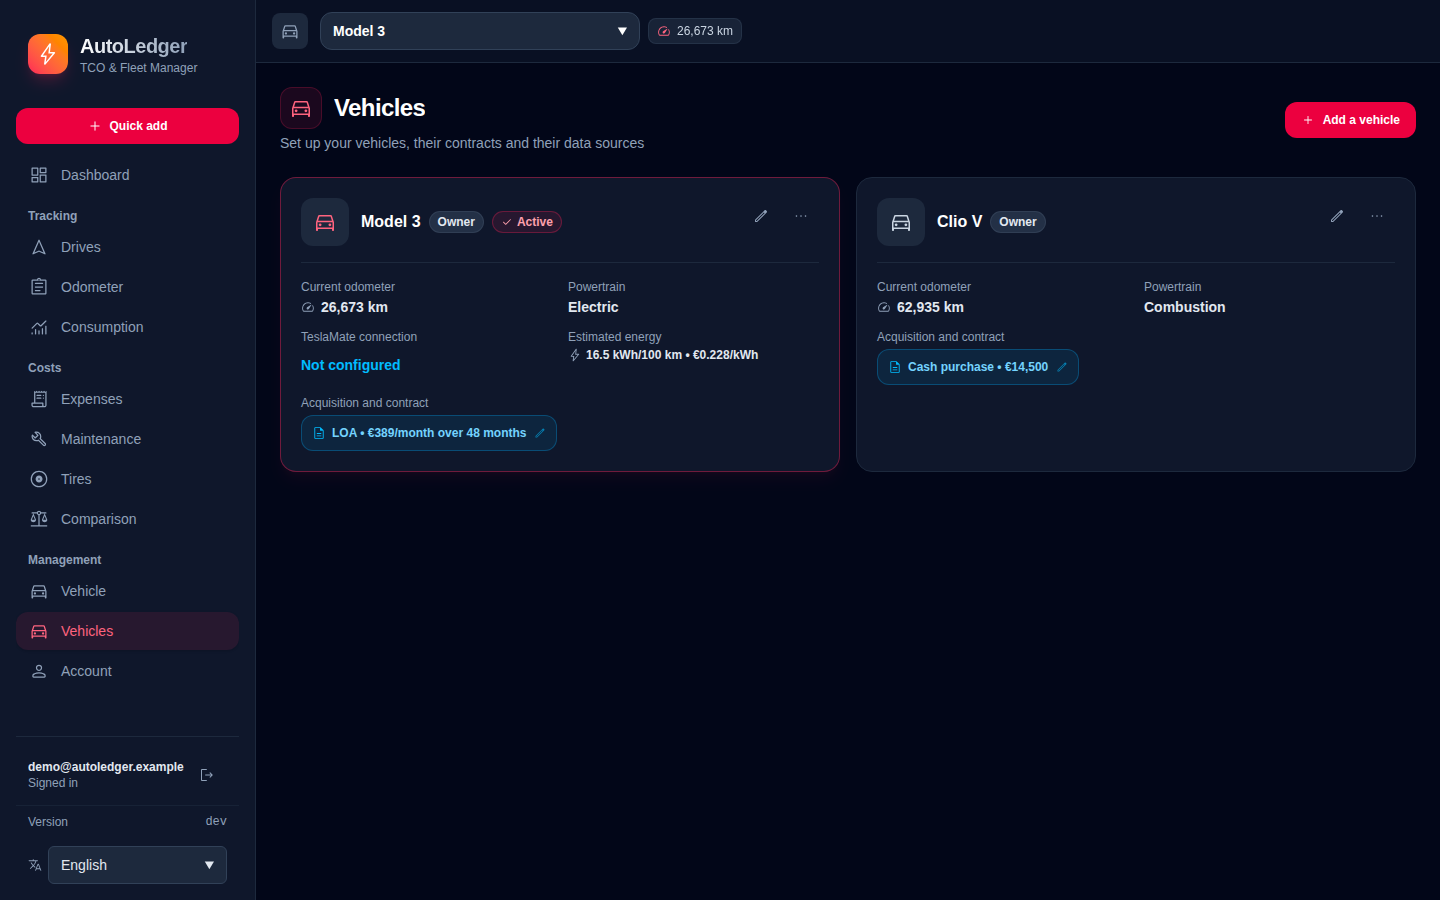 AutoLedger
TCO & Fleet Manager
Quick add
Dashboard
Tracking
Drives
Odometer
Consumption
Costs
Expenses
Maintenance
Tires
Comparison
Management
Vehicle
Vehicles
Account
demo@autoledger.example
Signed in
Version dev
English
Model 3
26,673 km
Vehicles
Set up your vehicles, their contracts and their data sources
Add a vehicle
Model 3 Owner Active
Current odometer
26,673 km
Powertrain
Electric
TeslaMate connection
Not configured
Estimated energy
16.5 kWh/100 km • €0.228/kWh
Acquisition and contract
LOA • €389/month over 48 months
Clio V Owner
Current odometer
62,935 km
Powertrain
Combustion
Acquisition and contract
Cash purchase • €14,500